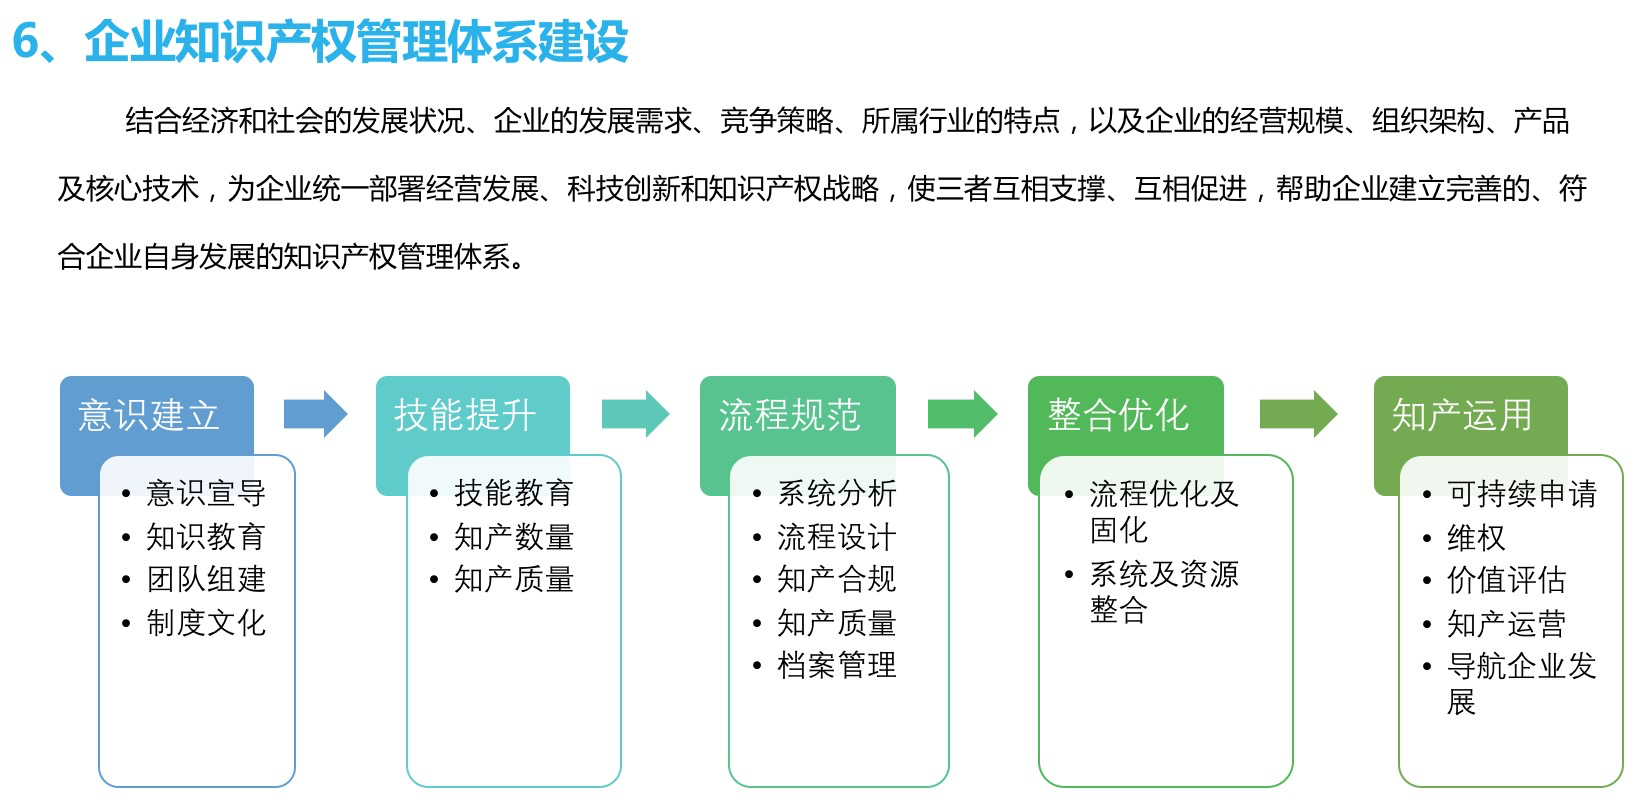 6、企业知识产权管理体系建设
结合经济和社会的发展状况、企业的发展需求、竞争策略、所属行业的特点，以及企业的经营规模、组织架构、产品
及核心技术，为企业统一部署经营发展、科技创新和知识产权战略，使三者互相支撑、互相促进，帮助企业建立完善的、符
合企业自身发展的知识产权管理体系。
意识建立
• 意识宣导
• 知识教育
• 团队组建
• 制度文化
技能提升
• 技能教育
• 知产数量
• 知产质量
流程规范
• 系统分析
• 流程设计
• 知产合规
• 知产质量
• 档案管理
整合优化
• 流程优化及
固化
• 系统及资源
整合
知产运用
• 可持续申请
• 维权
• 价值评估
• 知产运营
• 导航企业发
展